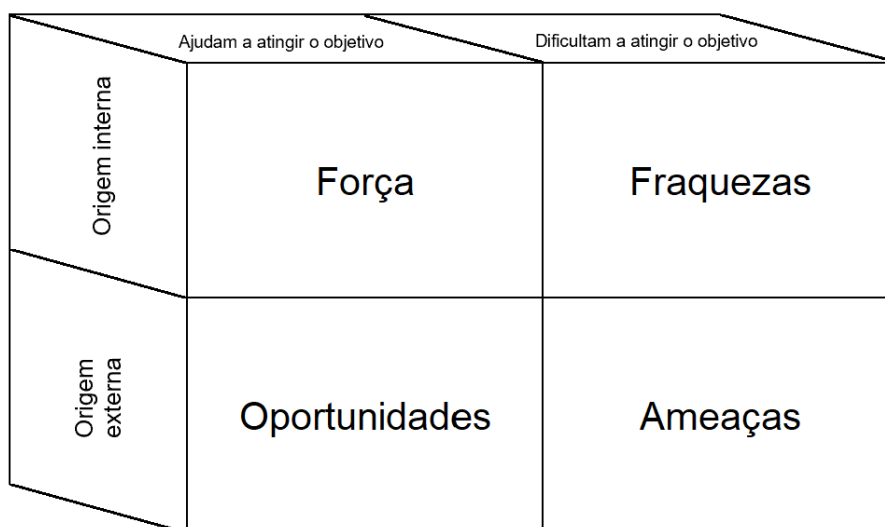 Ajudam a atingir o objetivo
Dificultam a atingir o objetivo
Origem interna
Força
Fraquezas
Origem
externa
Oportunidades
Ameaças